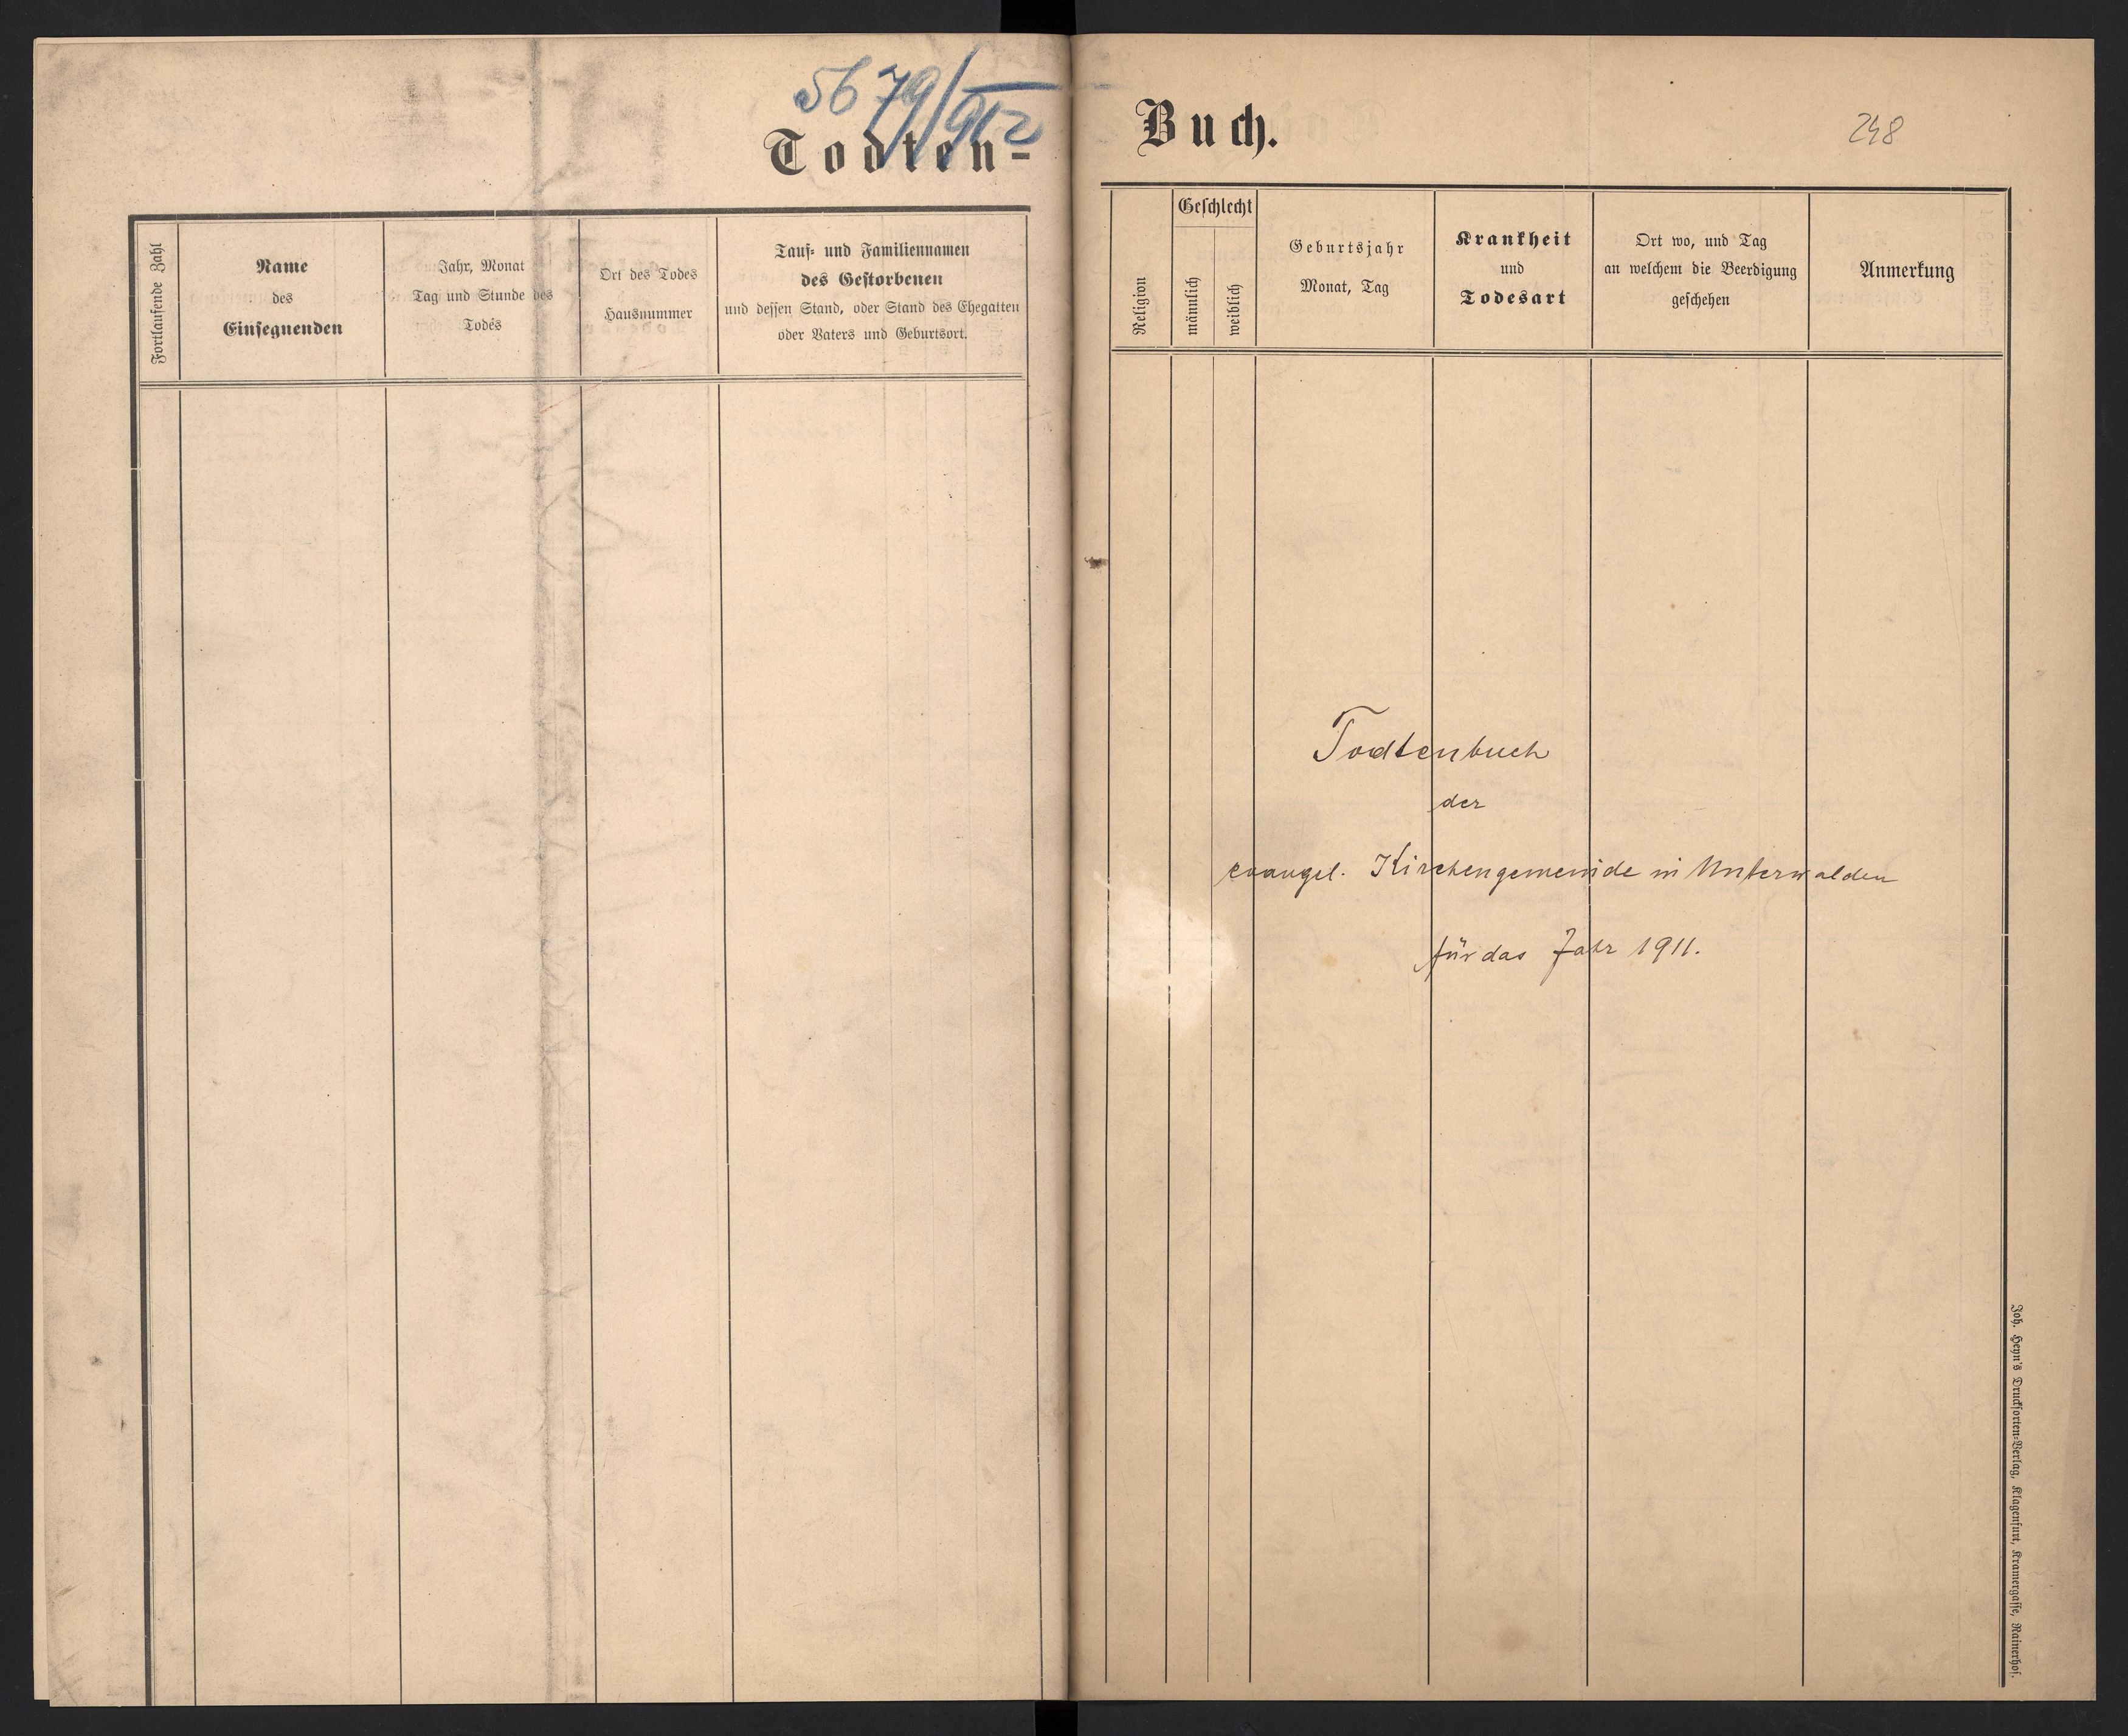 5679/912
Todten-
Fortlaufende Zahl
Name
des
Einsegnenden
Jahr, Monat
Tag und Stunde des
Todes
Ort des Todes
Hausnummer
Tauf- und Familiennamen
des Gestorbenen
und dessen Stand, oder Stand des Ehegatten
oder Vaters und Geburtsort.
Buch.
248
Religion
Geschlecht
männlich
weiblich
Geburtsjahr
Monat, Tag
Krankheit
und
Todesart
Ort wo, und Tag
an welchem die Beerdigung
geschehen
Anmerkung
Todtenbuch
der
evangel. Kirchengemeinde in Unterwalden
für das Jahr 1911.
Joh. Heyn's Drucksorten-Verlag, Klagenfurt, Kramergasse, Rainerhof.